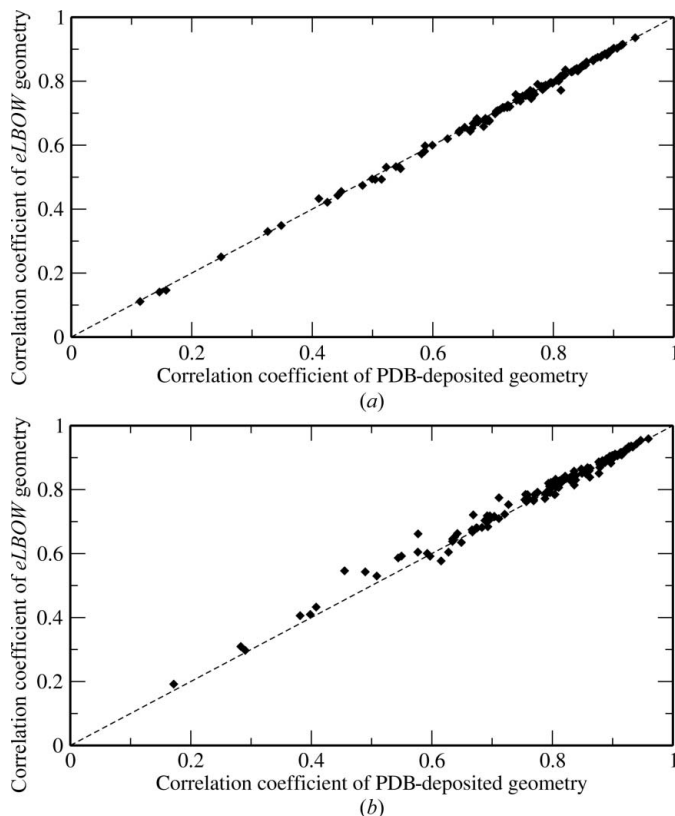 1
0.8
0.6
0.4
0.2
0
Correlation coefficient of eLBOW geometry
0 0.2 0.4 0.6 0.8 1
Correlation coefficient of PDB-deposited geometry
(a)
1
0.8
0.6
0.4
0.2
0
Correlation coefficient of eLBOW geometry
0 0.2 0.4 0.6 0.8 1
Correlation coefficient of PDB-deposited geometry
(b)